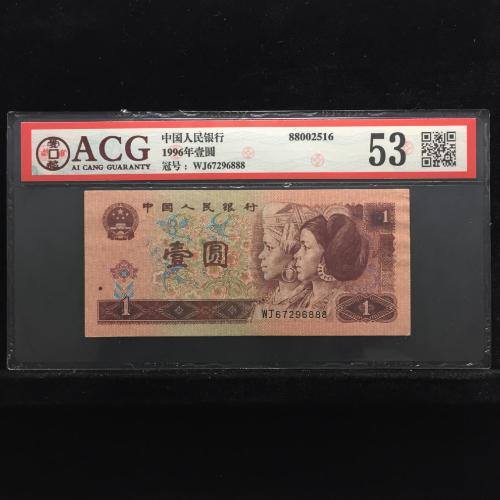 ACG
AI CANG GUARANTY
中国人民银行
1996年壹圆
冠号：WJ67296888
88002516
53
中国人民银行
壹圆
1
1
1
WJ67296888